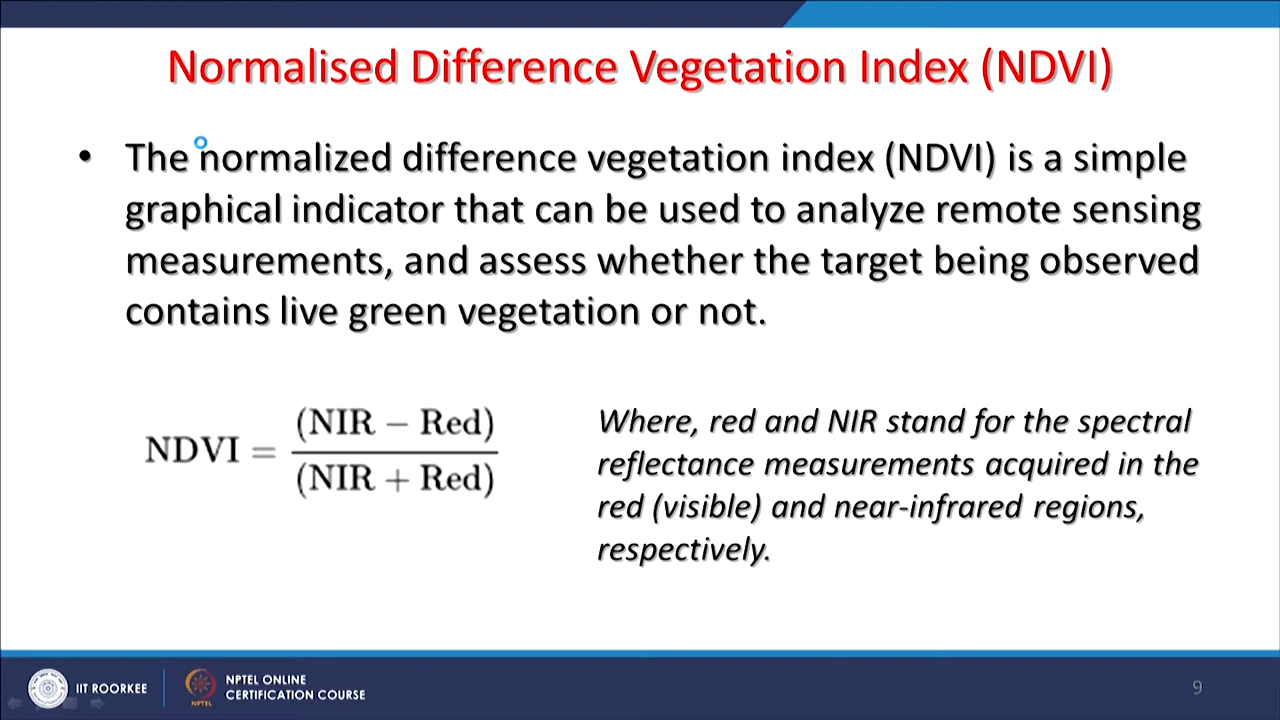 Normalised Difference Vegetation Index (NDVI)
• The normalized difference vegetation index (NDVI) is a simple
graphical indicator that can be used to analyze remote sensing
measurements, and assess whether the target being observed
contains live green vegetation or not.
NDVI = (NIR − Red)
(NIR + Red)
Where, red and NIR stand for the spectral
reflectance measurements acquired in the
red (visible) and near-infrared regions,
respectively.
IIT ROORKEE
NPTEL
NPTEL ONLINE
CERTIFICATION COURSE
9